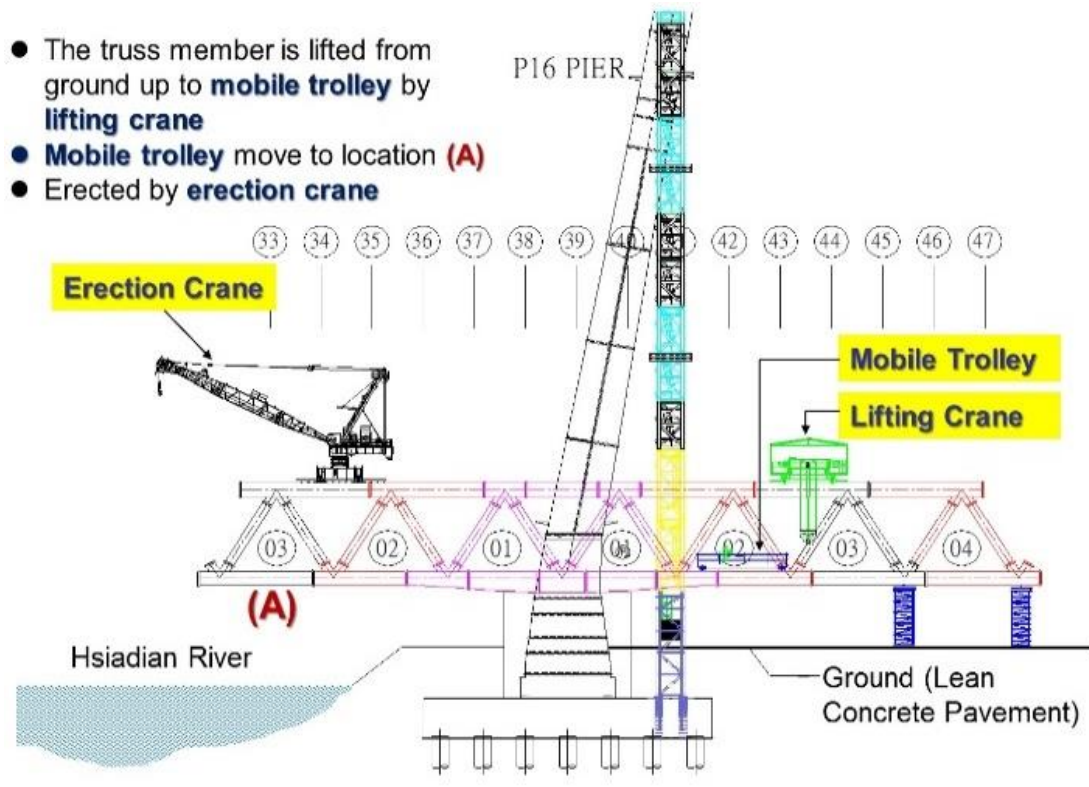 ● The truss member is lifted from
ground up to mobile trolley by
lifting crane
● Mobile trolley move to location (A)
● Erected by erection crane
P16 PIER
33 34 35 36 37 38 39 40 42 43 44 45 46 47
Erection Crane
Mobile Trolley
Lifting Crane
03 02 01 01 02 03 04
(A)
Hsiadian River
Ground (Lean
Concrete Pavement)